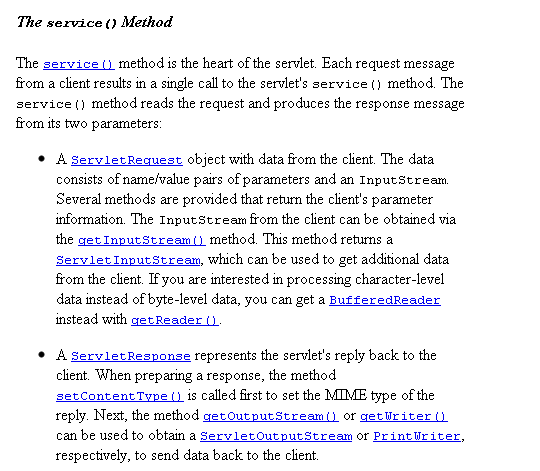 The service() Method
The service() method is the heart of the servlet. Each request message
from a client results in a single call to the servlet's service() method. The
service() method reads the request and produces the response message
from its two parameters:
• A ServletRequest object with data from the client. The data
consists of name/value pairs of parameters and an InputStream.
Several methods are provided that return the client's parameter
information. The InputStream from the client can be obtained via
the getInputStream() method. This method returns a
ServletInputStream, which can be used to get additional data
from the client. If you are interested in processing character-level
data instead of byte-level data, you can get a BufferedReader
instead with getReader().
• A ServletResponse represents the servlet's reply back to the
client. When preparing a response, the method
setContentType() is called first to set the MIME type of the
reply. Next, the method getOutputStream() or getWriter()
can be used to obtain a ServletOutputStream or PrintWriter,
respectively, to send data back to the client.